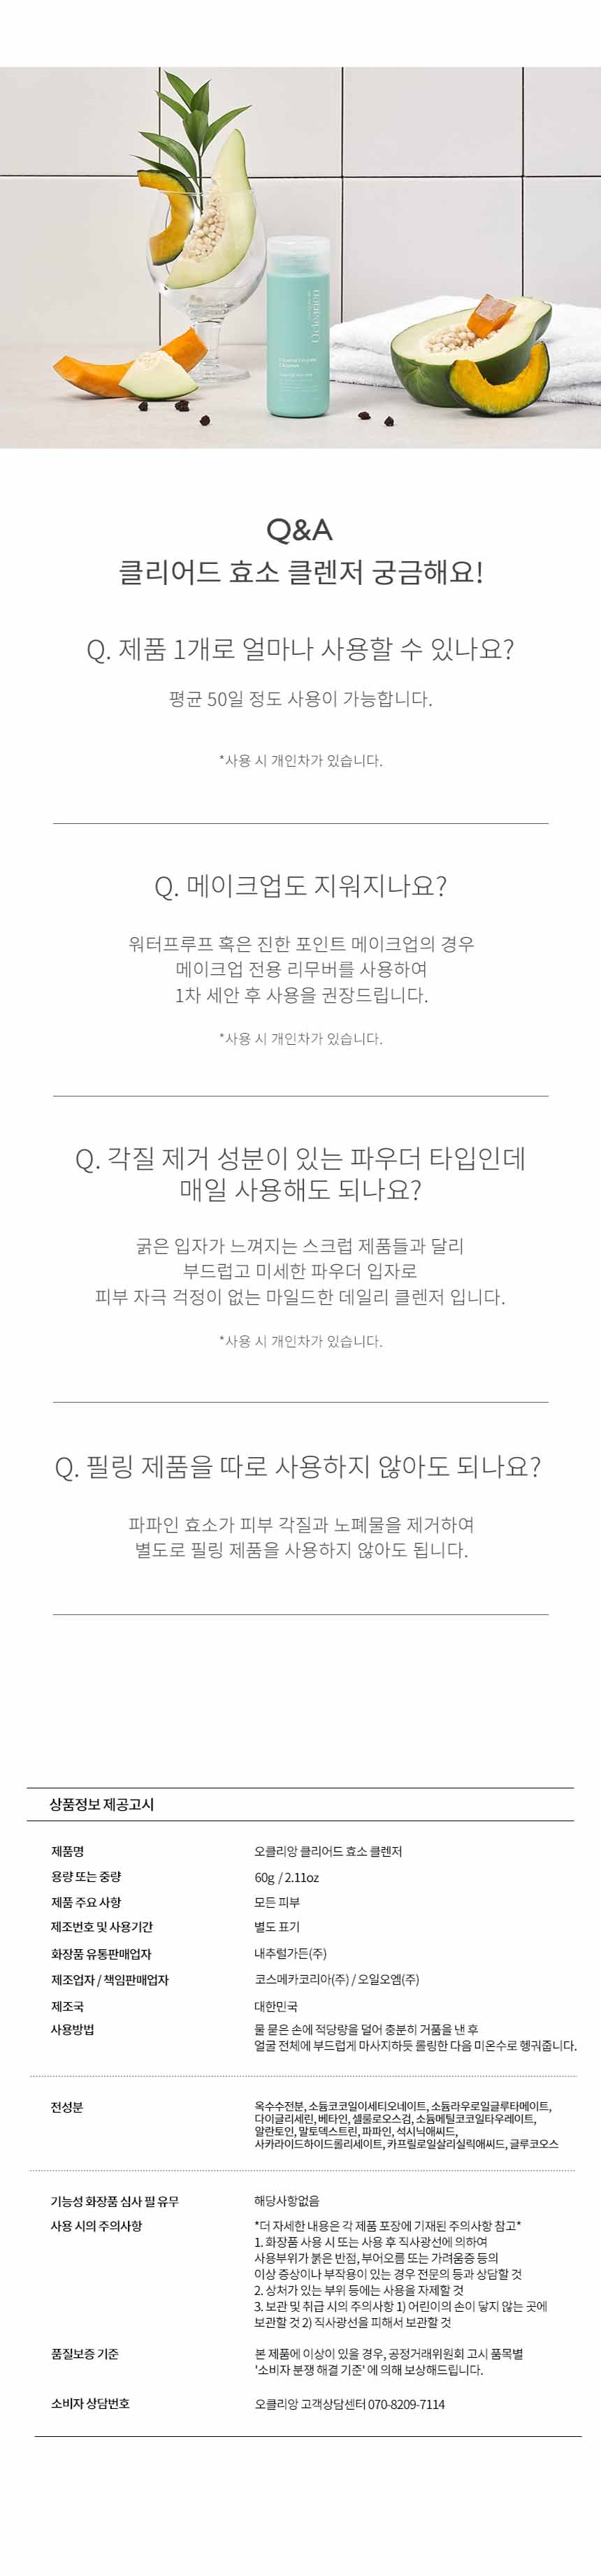 O'clearien
Q&A
클리어드 효소 클렌저 궁금해요!
Q. 제품 1개로 얼마나 사용할 수 있나요?
평균 50일 정도 사용이 가능합니다.
*사용 시 개인차가 있습니다.
Q. 메이크업도 지워지나요?
워터프루프 혹은 진한 포인트 메이크업의 경우
메이크업 전용 리무버를 사용하여
1차 세안 후 사용을 권장드립니다.
*사용 시 개인차가 있습니다.
Q. 각질 제거 성분이 있는 파우더 타입인데
매일 사용해도 되나요?
굵은 입자가 느껴지는 스크럽 제품들과 달리
부드럽고 미세한 파우더 입자로
피부 자극 걱정이 없는 마일드한 데일리 클렌저 입니다.
*사용 시 개인차가 있습니다.
Q. 필링 제품을 따로 사용하지 않아도 되나요?
파파인 효소가 피부 각질과 노폐물을 제거하여
별도로 필링 제품을 사용하지 않아도 됩니다.
상품정보 제공고시
제품명 오클리앙 클리어드 효소 클렌저
용량 또는 중량 60g / 2.11oz
제품 주요 사항 모든 피부
제조번호 및 사용기간 별도 표기
화장품 유통판매업자 내추럴가든(주)
제조업자 / 책임판매업자 코스메카코리아(주) / 오일오엠(주)
제조국 대한민국
사용방법 물 묻은 손에 적당량을 덜어 충분히 거품을 낸 후
얼굴 전체에 부드럽게 마사지하듯 롤링한 다음 미온수로 헹궈줍니다.
전성분 옥수수전분, 소듐코코일이세티오네이트, 소듐라우로일글루타메이트,
다이글리세린, 베타인, 셀룰로오스검, 소듐메틸코코일타우레이트,
알란토인, 말토덱스트린, 파파인, 석시닉애씨드,
사카라이드하이드롤리세이트, 카프릴로일살리실릭애씨드, 글루코오스
기능성 화장품 심사 필 유무 해당사항없음
사용 시의 주의사항 *더 자세한 내용은 각 제품 포장에 기재된 주의사항 참고*
1. 화장품 사용 시 또는 사용 후 직사광선에 의하여
사용부위가 붉은 반점, 부어오름 또는 가려움증 등의
이상 증상이나 부작용이 있는 경우 전문의 등과 상담할 것
2. 상처가 있는 부위 등에는 사용을 자제할 것
3. 보관 및 취급 시의 주의사항 1) 어린이의 손이 닿지 않는 곳에
보관할 것 2) 직사광선을 피해서 보관할 것
품질보증 기준 본 제품에 이상이 있을 경우, 공정거래위원회 고시 품목별
'소비자 분쟁 해결 기준' 에 의해 보상해드립니다.
소비자 상담번호 오클리앙 고객상담센터 070-8209-7114